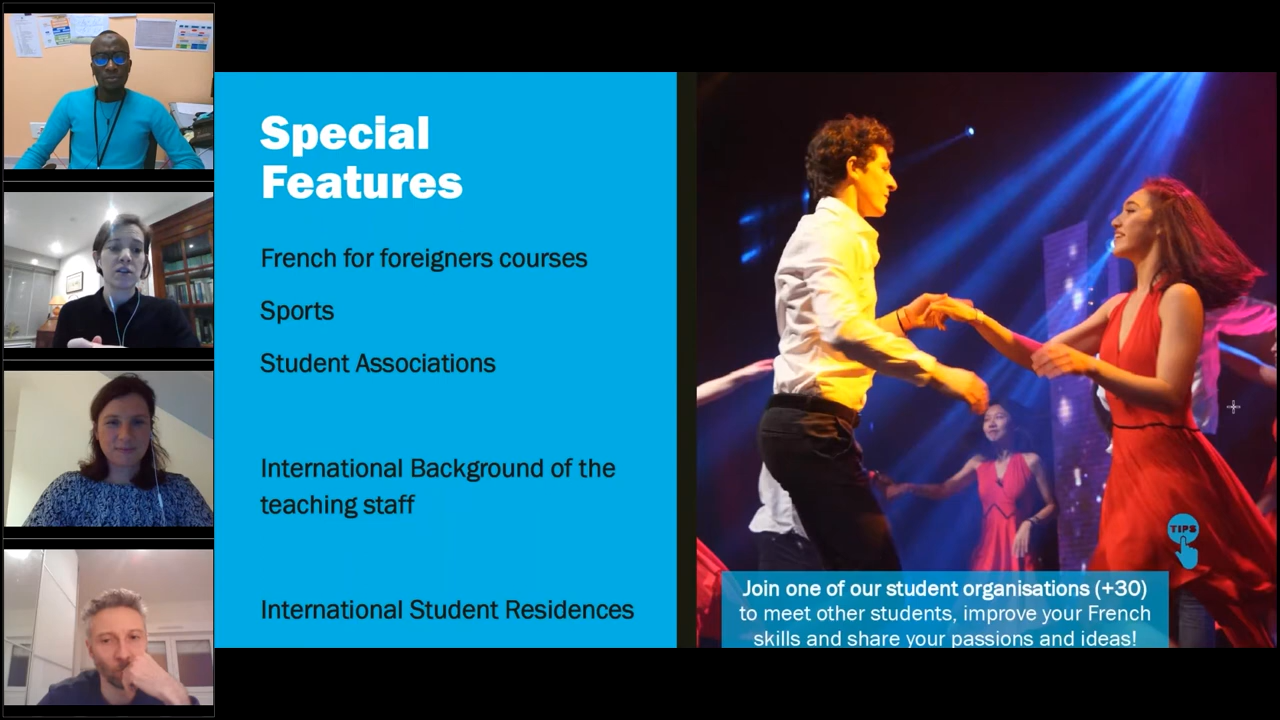 Special
Features
French for foreigners courses
Sports
Student Associations
International Background of the
teaching staff
International Student Residences
TIPS
Join one of our student organisations (+30)
to meet other students, improve your French
skills and share your passions and ideas!